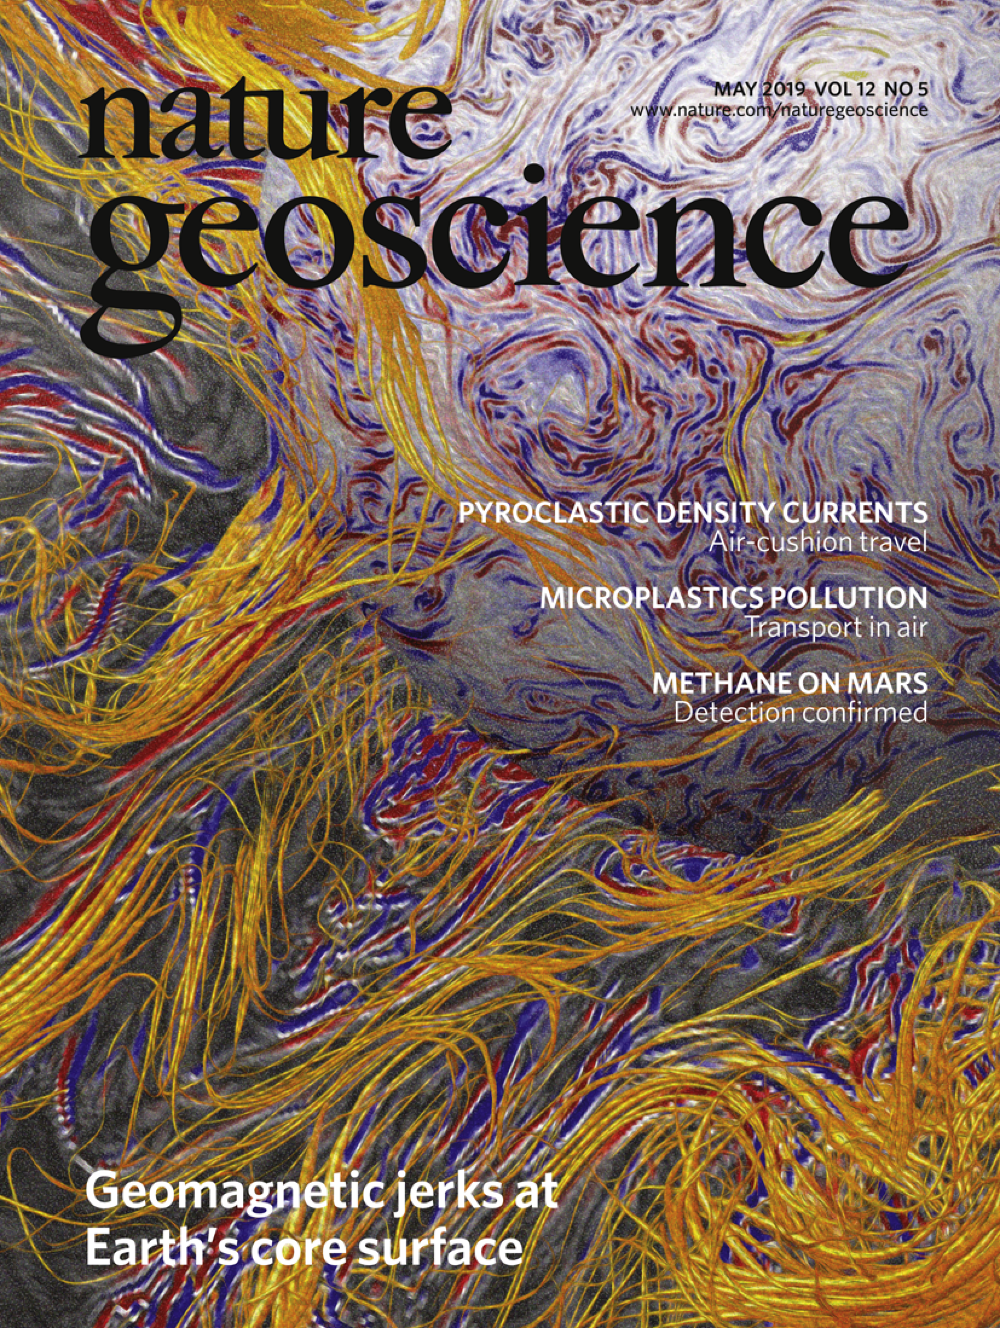 nature
geoscience
MAY 2019 VOL 12 NO 5
www.nature.com/naturegeoscience
PYROCLASTIC DENSITY CURRENTS
Air-cushion travel
MICROPLASTICS POLLUTION
Transport in air
METHANE ON MARS
Detection confirmed
Geomagnetic jerks at
Earth's core surface